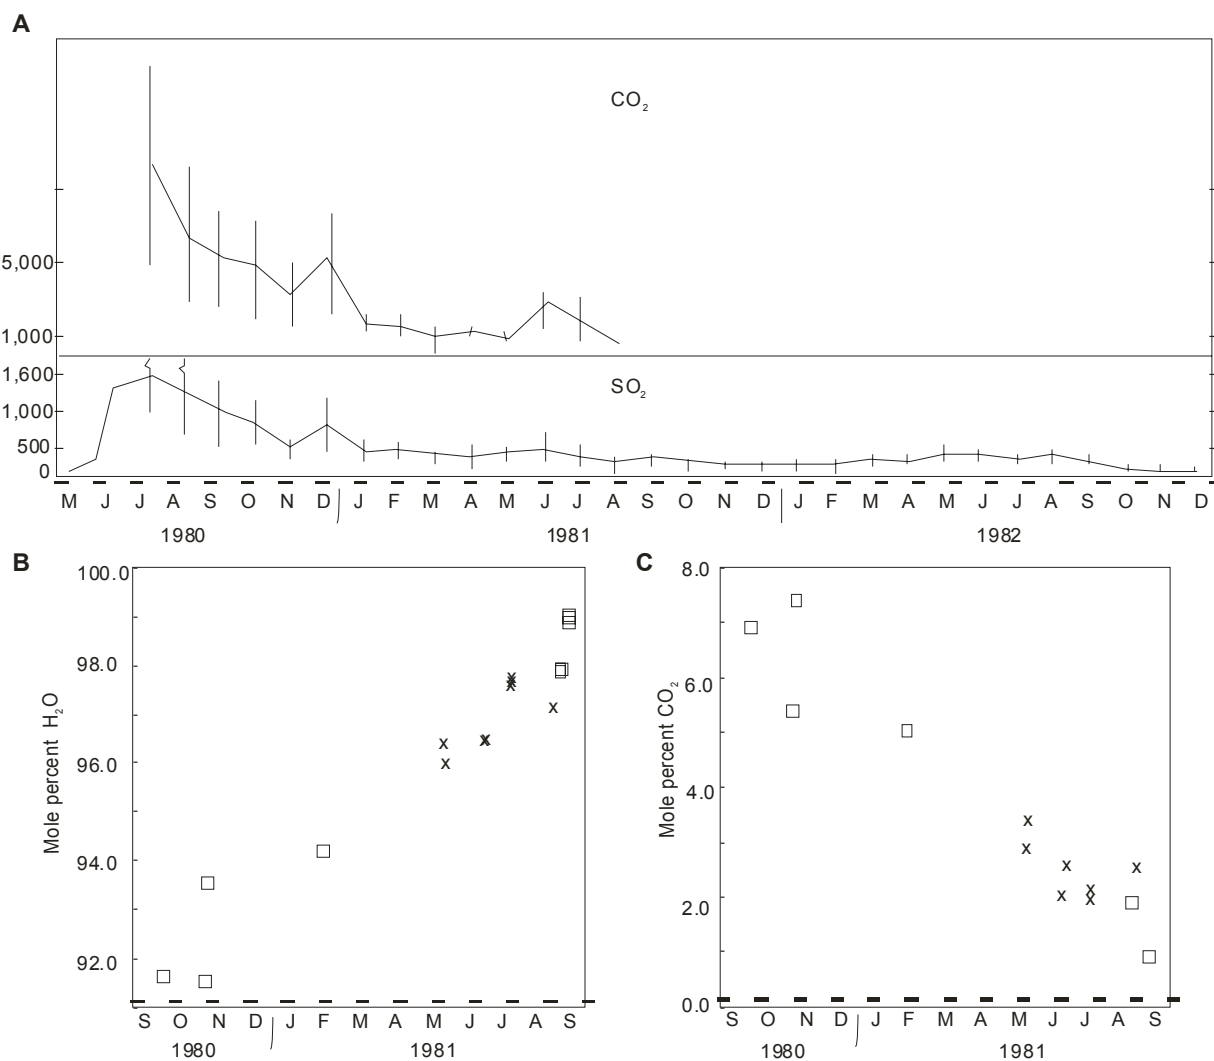 A
CO₂
5,000
1,000
SO₂
1,600
1,000
500
0
M J J A S O N D J F M A M J J A S O N D J F M A M J J A S O N D
1980 1981 1982
B
100.0
98.0
96.0
94.0
92.0
Mole percent H₂O
S O N D J F M A M J J A S
1980 1981
C
8.0
6.0
4.0
2.0
0.0
Mole percent CO₂
S O N D J F M A M J J A S
1980 1981